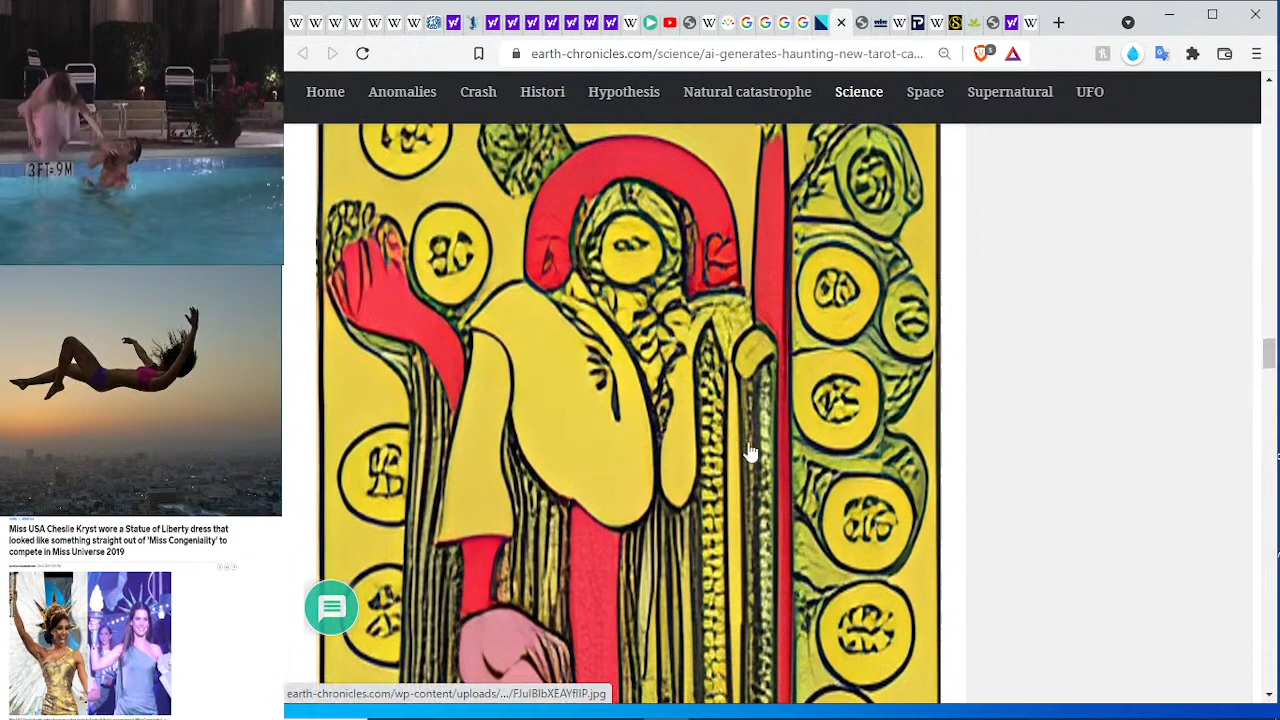 3FT=9M
Miss USA Cheslie Kryst wore a Statue of Liberty dress that
looked like something straight out of 'Miss Congeniality' to
compete in Miss Universe 2019
earth-chronicles.com/science/ai-generates-haunting-new-tarot-ca...
Home Anomalies Crash Histori Hypothesis Natural catastrophe Science Space Supernatural UFO
earth-chronicles.com/wp-content/uploads/.../FJuIBIbXEAYflIP.jpg